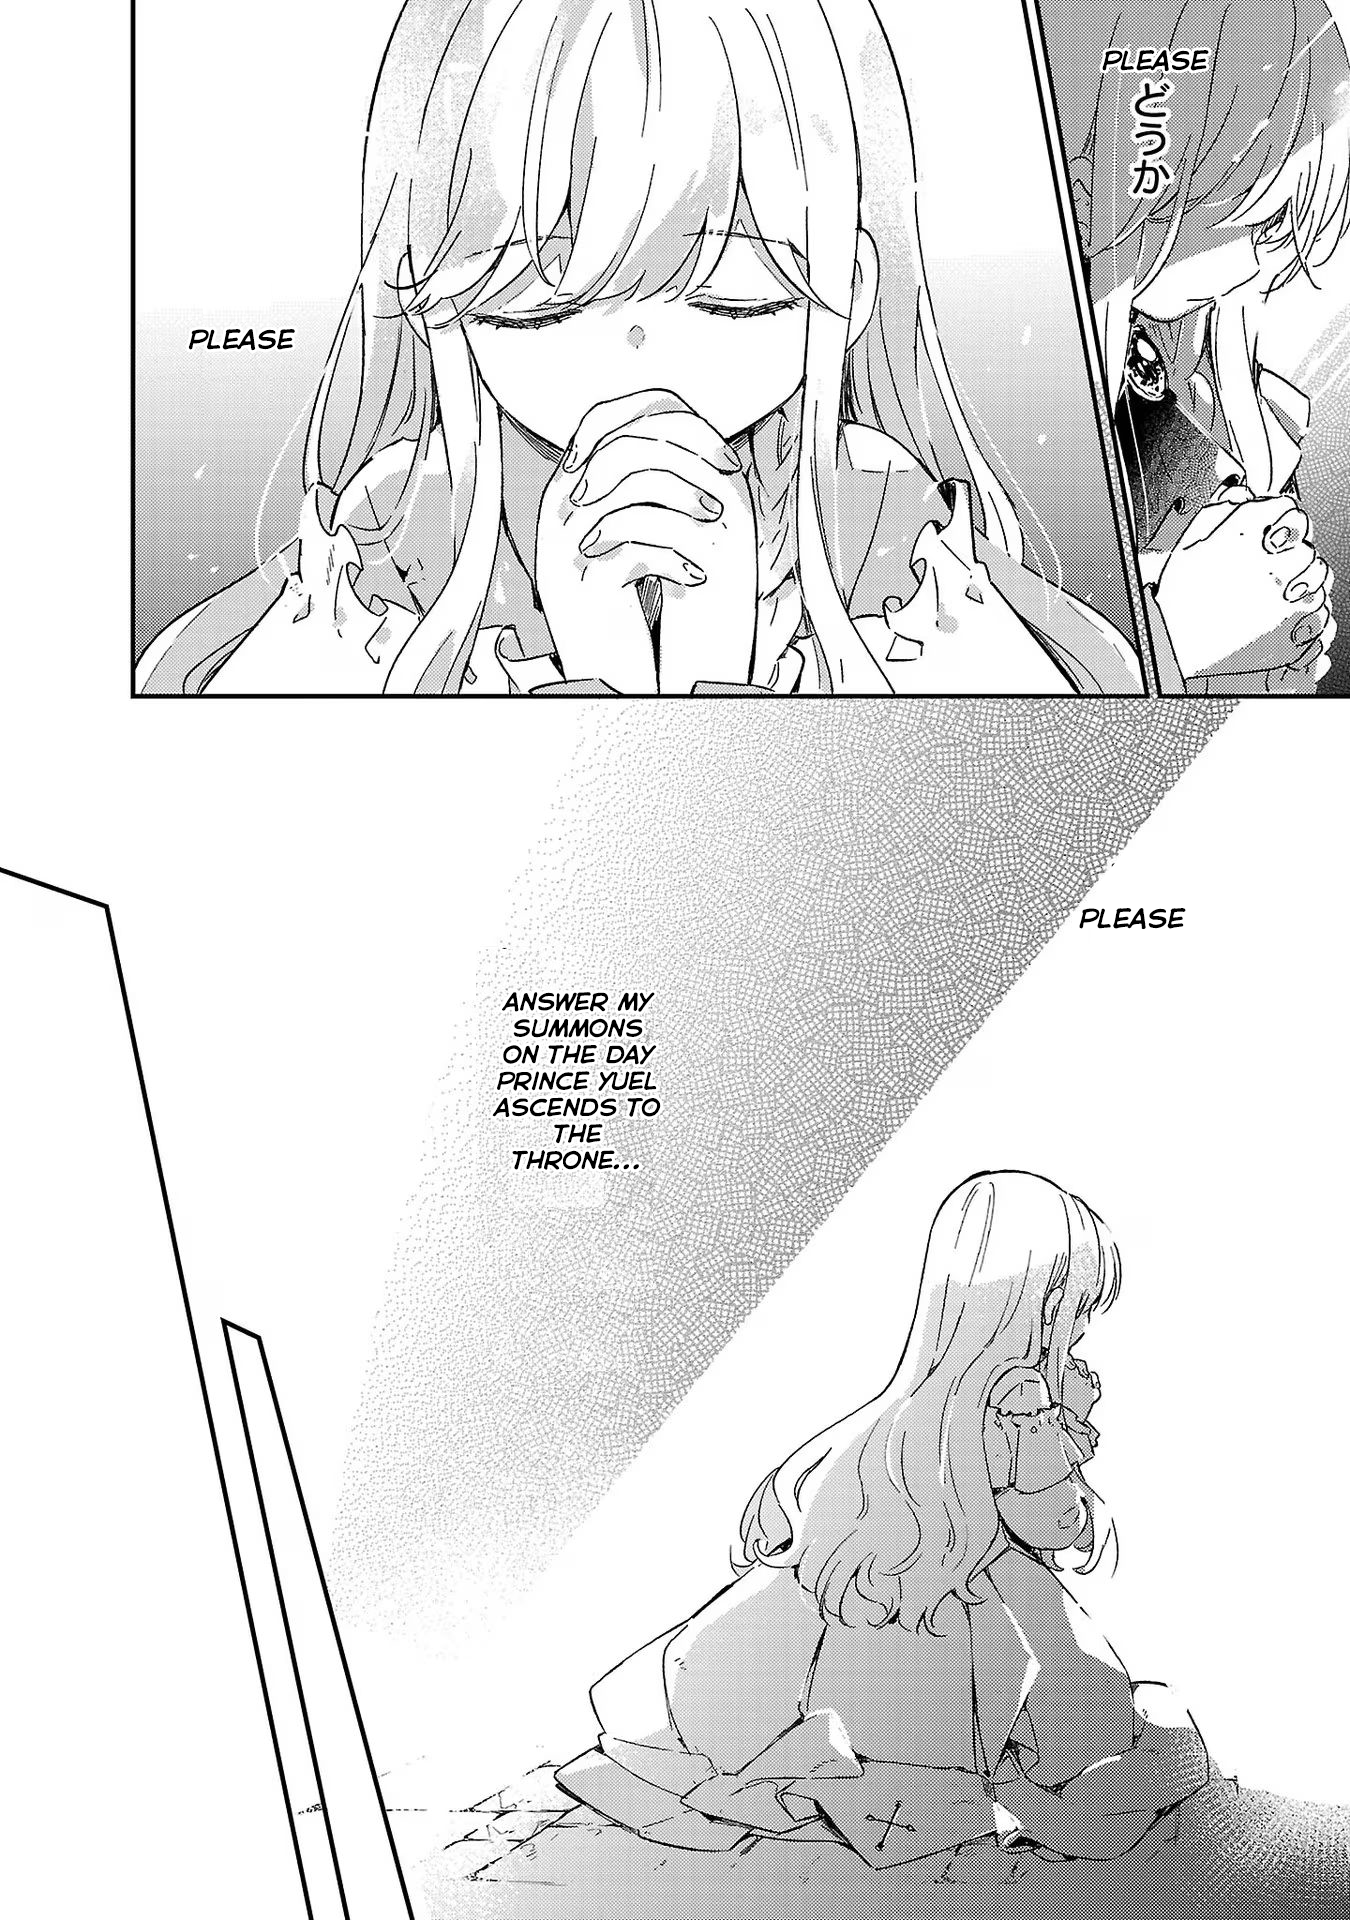 PLEASE
どうか
PLEASE
PLEASE
ANSWER MY
SUMMONS
ON THE DAY
PRINCE YUEL
ASCENDS TO
THE
THRONE...